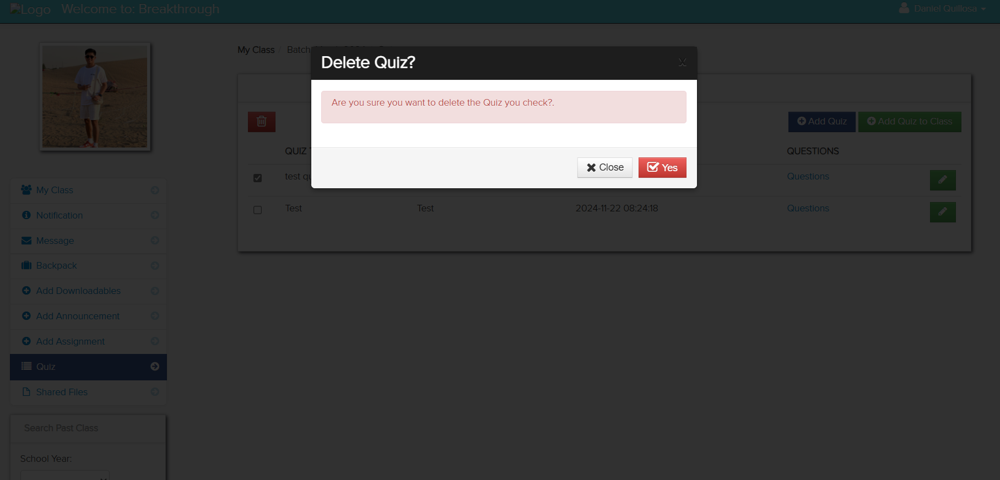 Logo Welcome to: Breakthrough
Daniel Quillosa
My Class / Batch
Delete Quiz?
x
Are you sure you want to delete the Quiz you check?.
Close
Yes
Add Quiz
Add Quiz to Class
QUIZ
QUESTIONS
test
Questions
Test
Test
2024-11-22 08:24:18
Questions
My Class
Notification
Message
Backpack
Add Downloadables
Add Announcement
Add Assignment
Quiz
Shared Files
Search Past Class
School Year: